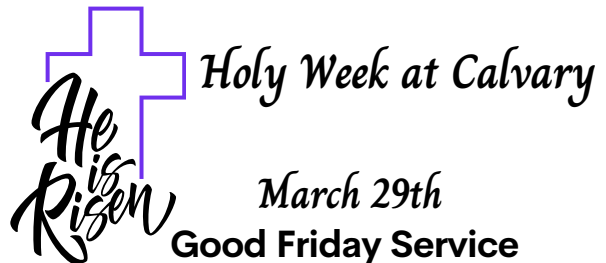 He
is
Risen
Holy Week at Calvary
March 29th
Good Friday Service